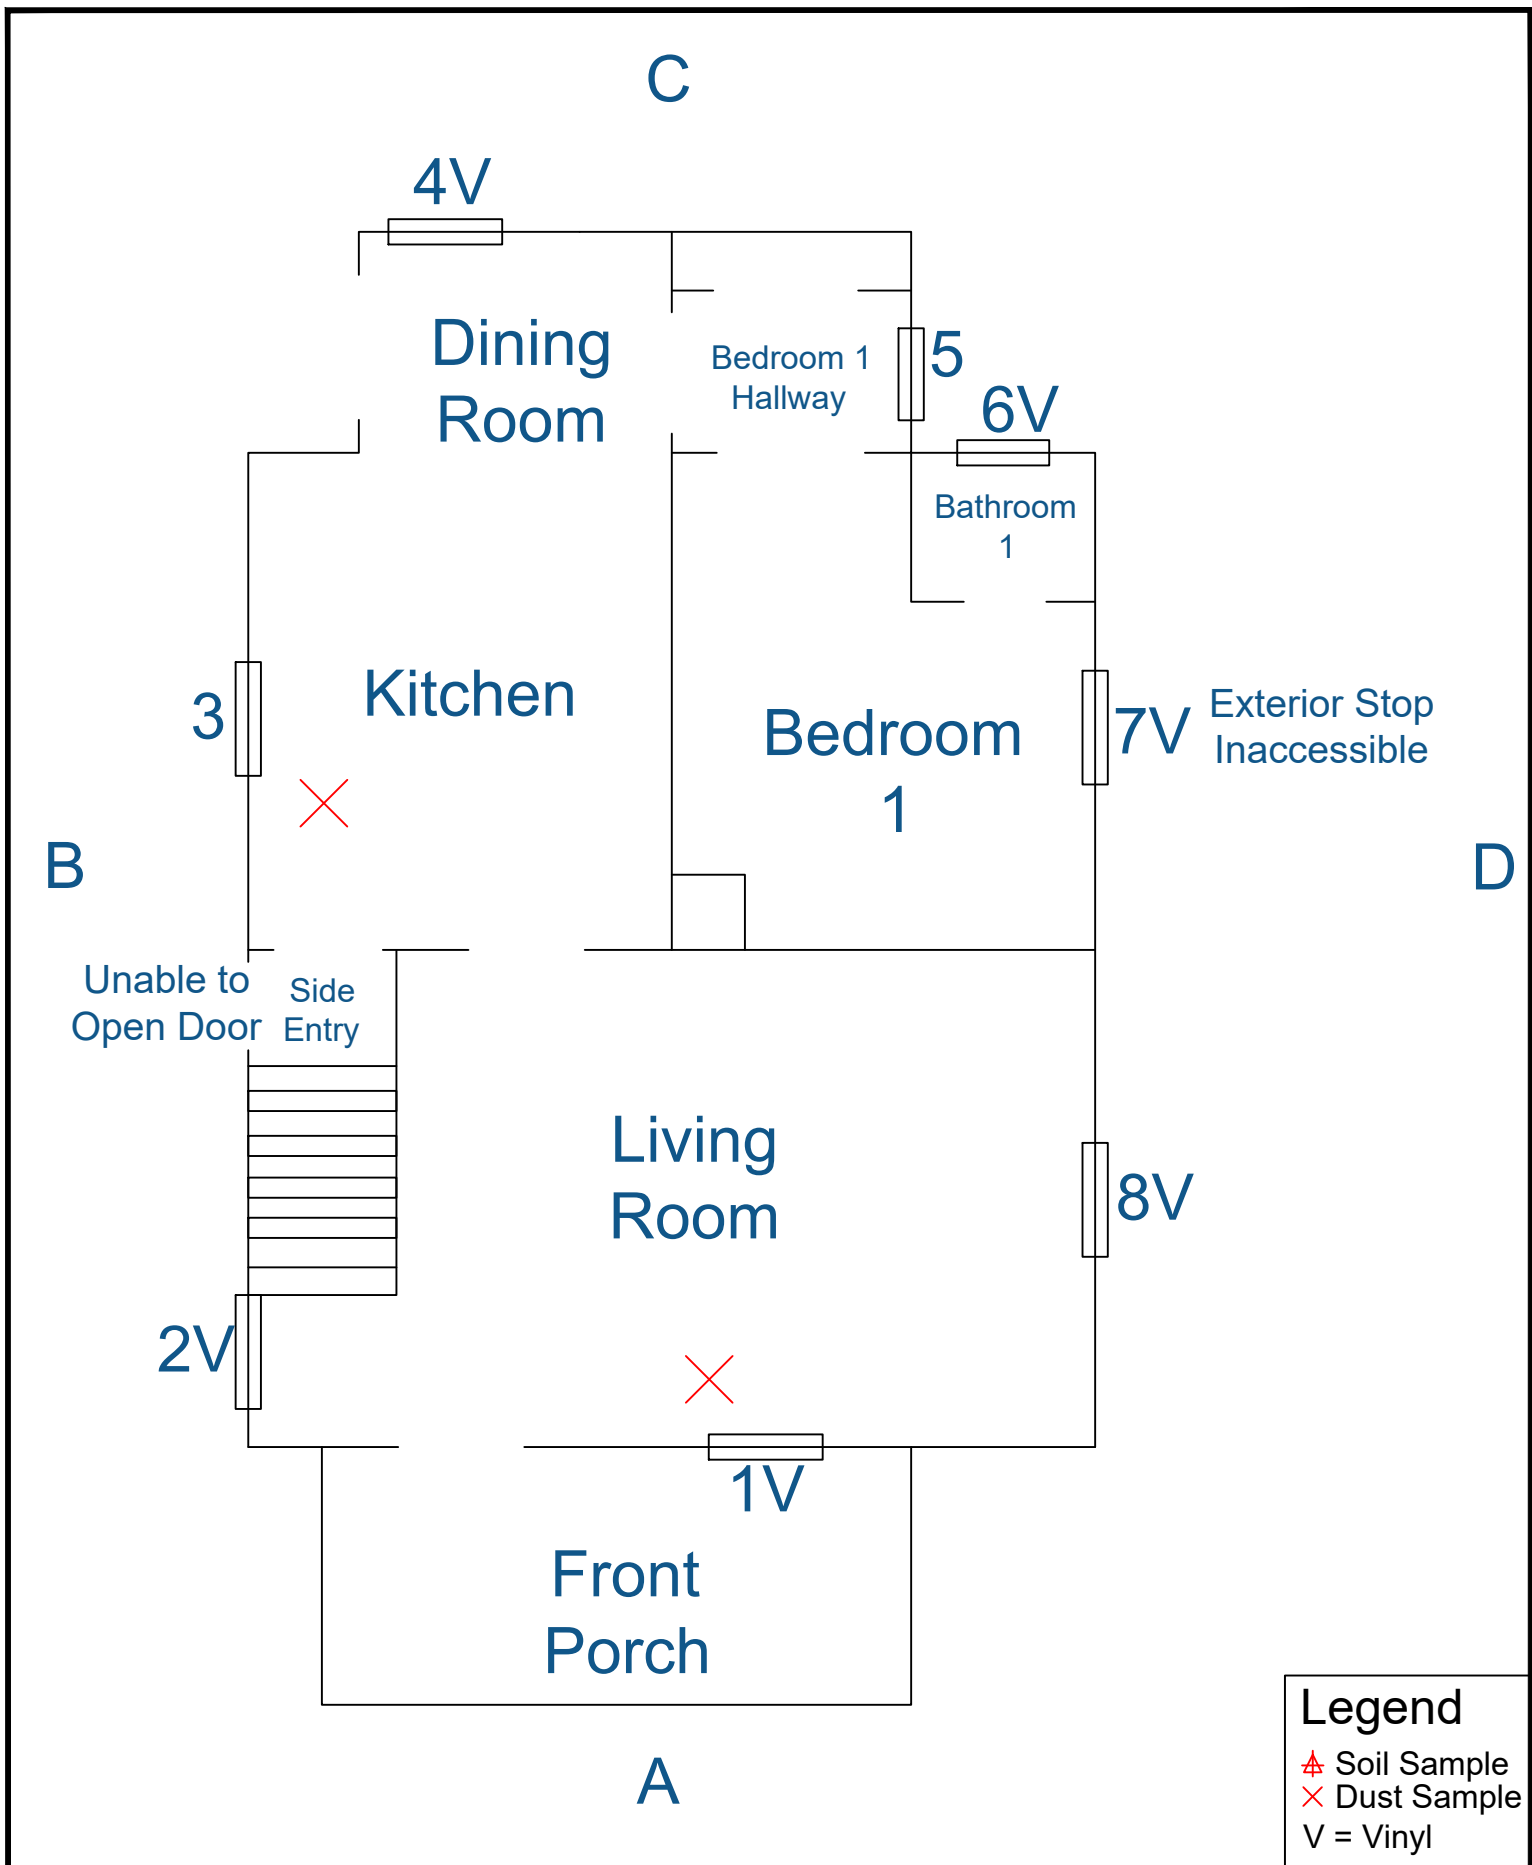 C
4V
Dining
Room
Bedroom 1
Hallway
5
6V
Bathroom
1
3
Kitchen
Bedroom
1
7V
Exterior Stop
Inaccessible
B
D
Unable to
Open Door
Side
Entry
Living
Room
8V
2V
1V
Front
Porch
A
Legend
Soil Sample
Dust Sample
V = Vinyl